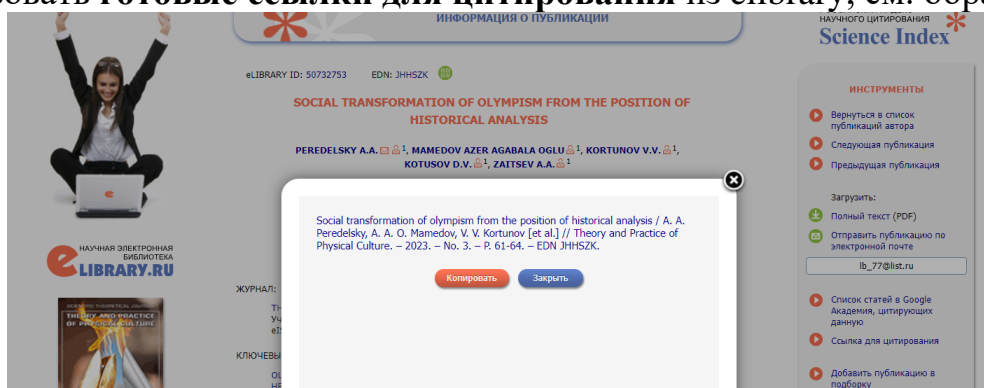 овать готовые ссылки для цитирования из
ИНФОРМАЦИЯ О ПУБЛИКАЦИИ
eLIBRARY ID: 50732753 EDN: JHHSZK
SOCIAL TRANSFORMATION OF OLYMPISM FROM THE POSITION OF
HISTORICAL ANALYSIS
PEREDELSKY A.A. 1, MAMEDOV AZER AGABALA OGLU 1, KORTUNOV V.V. 1,
KOTUSOV D.V. 1, ZAITSEV A.A. 1
Social transformation of olympism from the position of historical analysis / A. A.
Peredelsky, A. A. O. Mamedov, V. V. Kortunov [et al.] // Theory and Practice of
Physical Culture. – 2023. – No. 3. – P. 61-64. – EDN JHHSZK.
Копировать Закрыть
НАУЧНАЯ ЭЛЕКТРОННАЯ
БИБЛИОТЕКА
eLIBRARY.RU
THEORY AND PRACTICE
OF PHYSICAL CULTURE
ЖУРНАЛ:
КЛЮЧЕВЫ
НАУЧНОГО ЦИТИРОВАНИЯ
Science Index
ИНСТРУМЕНТЫ
Вернуться в список
публикаций автора
Следующая публикация
Предыдущая публикация
Загрузить:
Полный текст (PDF)
Отправить публикацию по
электронной почте
lb_77@list.ru
Список статей в Google
Академия, цитирующих
данную
Ссылка для цитирования
Добавить публикацию в
подборку